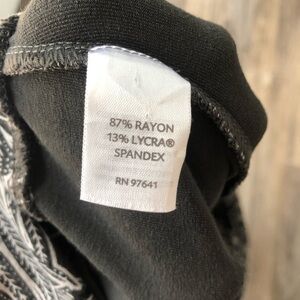 87% RAYON
13% LYCRA®
SPANDEX
RN 97641